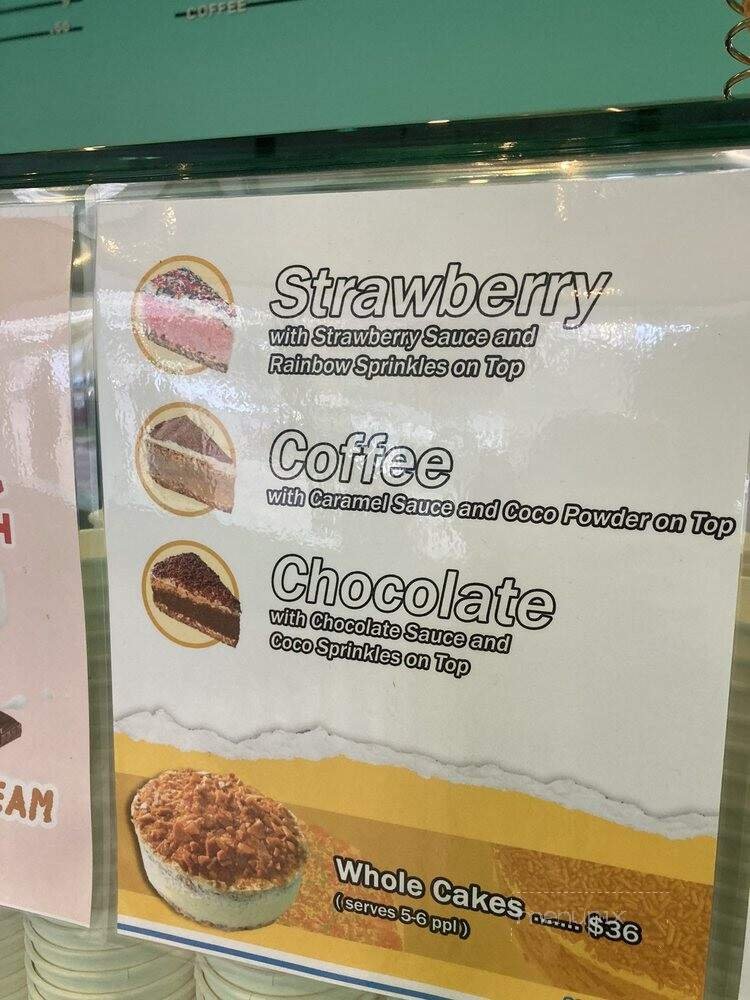 COFFEE
Strawberry
with Strawberry Sauce and
Rainbow Sprinkles on Top
Coffee
with Caramel Sauce and Coco Powder on Top
Chocolate
with Chocolate Sauce and
Coco Sprinkles on Top
H
EAM
Whole Cakes ........ $36
((serves 5-6 ppl))